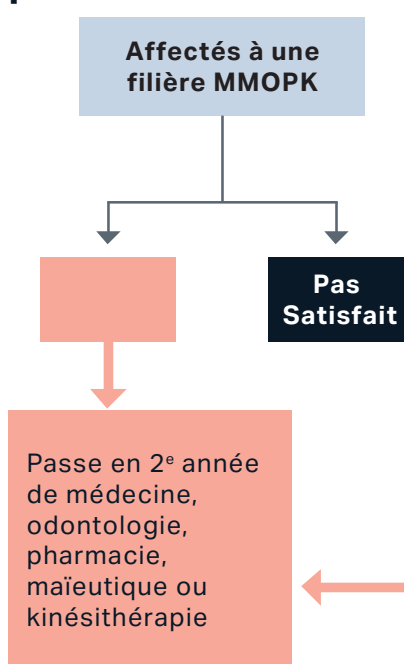 Affectés à une
filière MMOPK
Pas
Satisfait
Passe en 2ᵉ année
de médecine,
odontologie,
pharmacie,
maïeutique ou
kinésithérapie